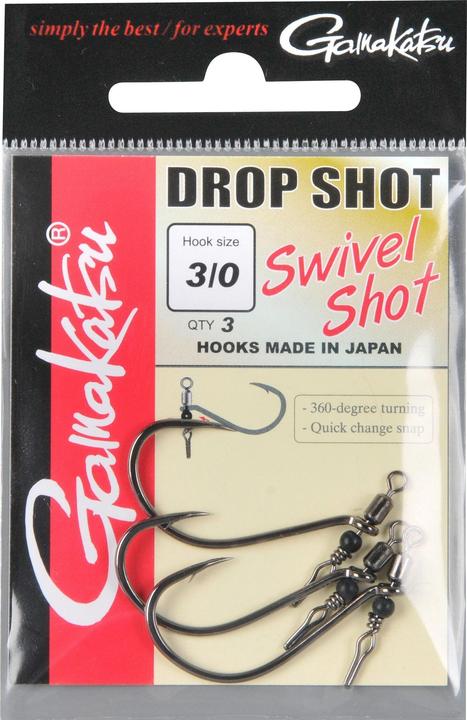 simply the best / for experts
Gamakatsu
DROP SHOT
Hook size
3/0
Swivel
Shot
QTY 3
HOOKS MADE IN JAPAN
- 360-degree turning
- Quick change snap
Gamakatsu®